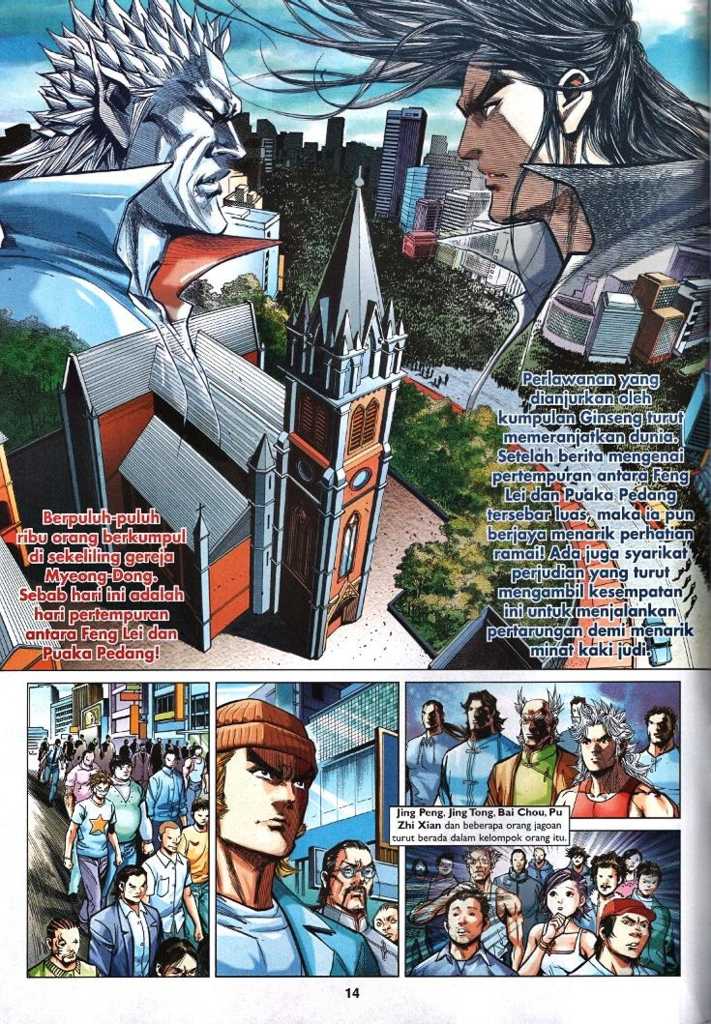 Perlawanan yang
dianjurkan oleh
kumpulan Ginseng turut
memeranjatkan dunia.
Setelah berita mengenai
pertempuran antara Feng
Lei dan Puaka Pedang
tersebar luas, maka ia pun
berjaya menarik perhatian
ramai! Ada juga syarikat
perjudian yang turut
mengambil kesempatan
ini untuk menjalankan
pertarungan demi menarik
minat kaki judi.
Berpuluh-puluh
ribu orang berkumpul
di sekeliling gereja
Myeong-Dong.
Sebab hari ini adalah
hari pertempuran
antara Feng Lei dan
Puaka Pedang!
Jing Peng, Jing Tong, Bai Chou, Pu
Zhi Xian dan beberapa orang jagoan
turut berada dalam kelompok orang itu.
14